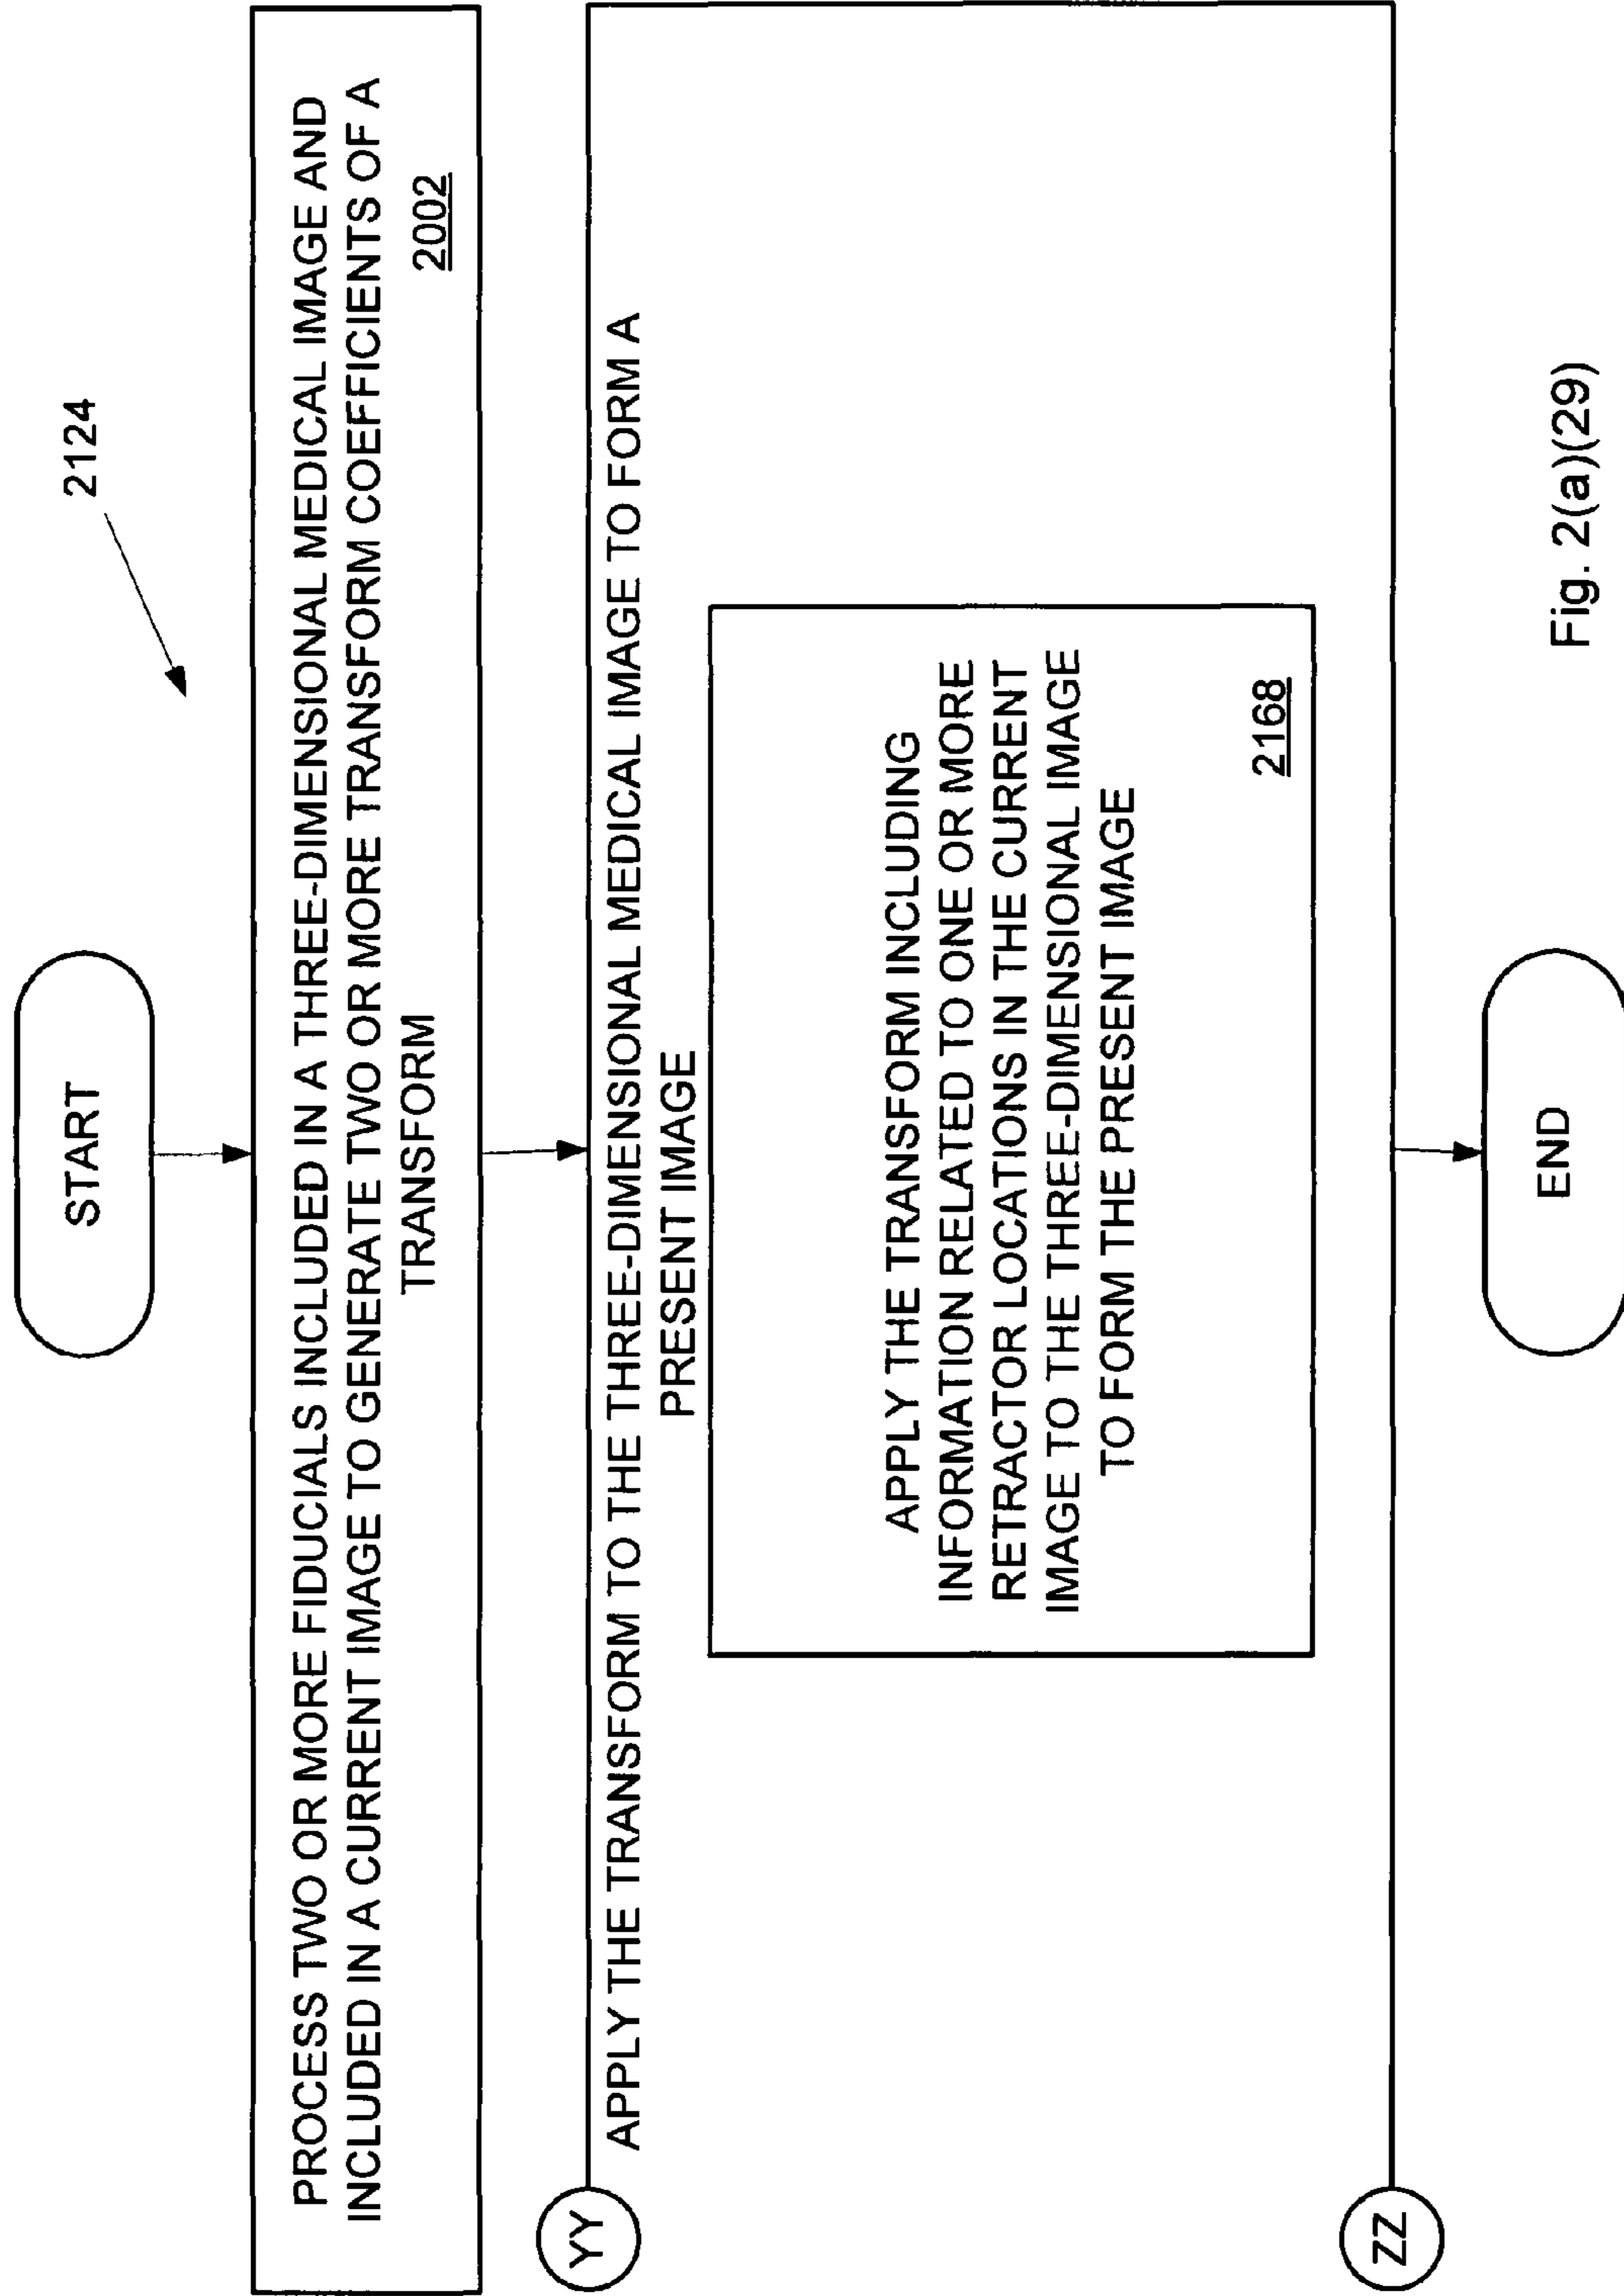 2124
START
PROCESS TWO OR MORE FIDUCIALS INCLUDED IN A THREE-DIMENSIONAL MEDICAL IMAGE AND
INCLUDED IN A CURRENT IMAGE TO GENERATE TWO OR MORE TRANSFORM COEFFICIENTS OF A
TRANSFORM
2002
YY
APPLY THE TRANSFORM TO THE THREE-DIMENSIONAL MEDICAL IMAGE TO FORM A
PRESENT IMAGE
APPLY THE TRANSFORM INCLUDING
INFORMATION RELATED TO ONE OR MORE
RETRACTOR LOCATIONS IN THE CURRENT
IMAGE TO THE THREE-DIMENSIONAL IMAGE
TO FORM THE PRESENT IMAGE
2168
ZZ
END
Fig. 2(a)(29)